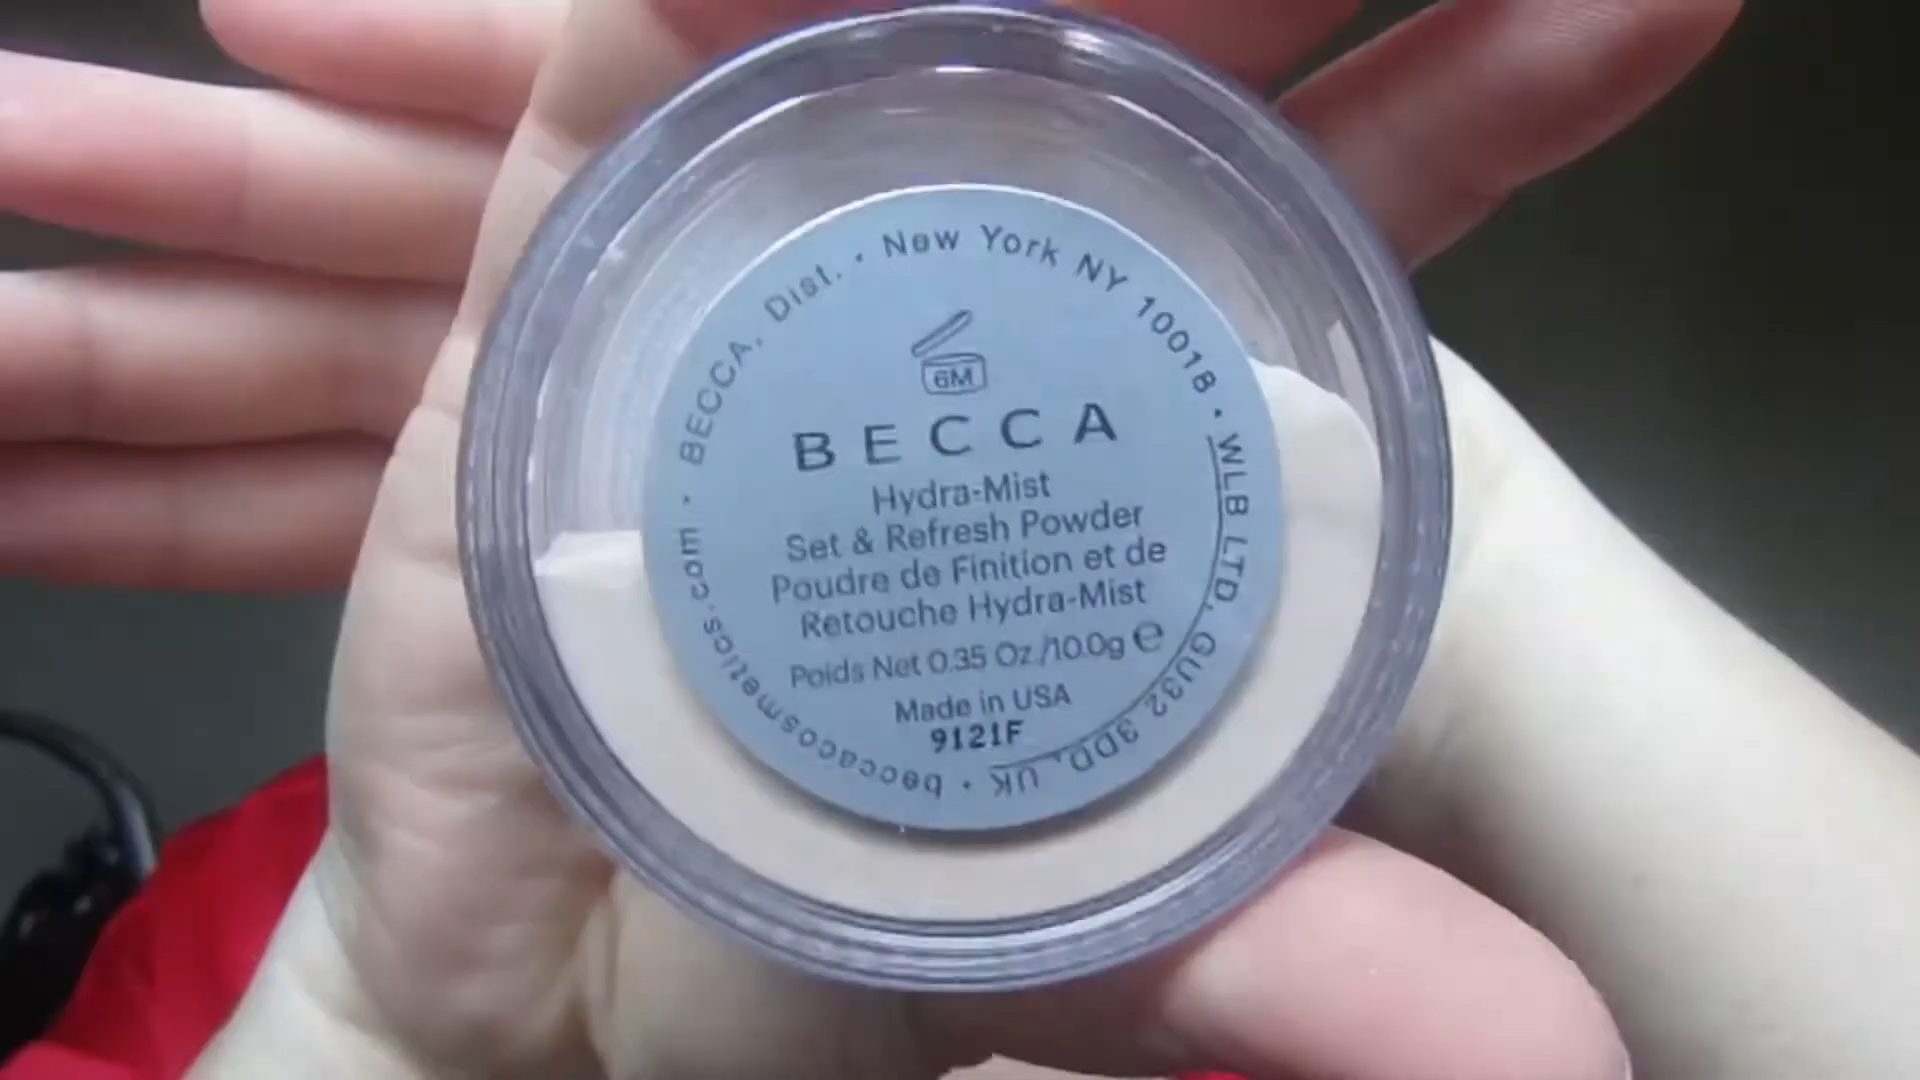 BECCA, Dist. • New York NY 10018 • WLB LTD, GU32 3DD, UK • beccacosmetics.com •
6M
BECCA
Hydra-Mist
Set & Refresh Powder
Poudre de Finition et de
Retouche Hydra-Mist
Poids Net 0.35 Oz./10.0g ℮
Made in USA
9121F